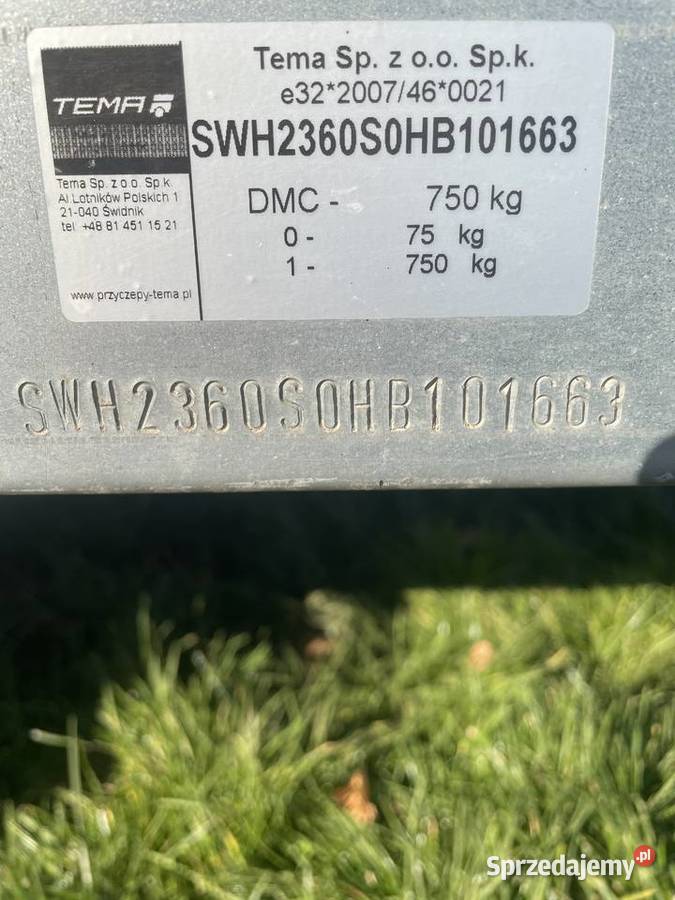 TEMA
Tema Sp. z o.o. Sp.k.
Al.Lotników Polskich 1
21-040 Świdnik
tel +48 81 451 15 21
www.przyczepy-tema.pl
Tema Sp. z o.o. Sp.k.
e32*2007/46*0021
SWH2360S0HB101663
DMC - 750 kg
0 - 75 kg
1 - 750 kg
SWH2360S0HB101663
Sprzedajemy.pl